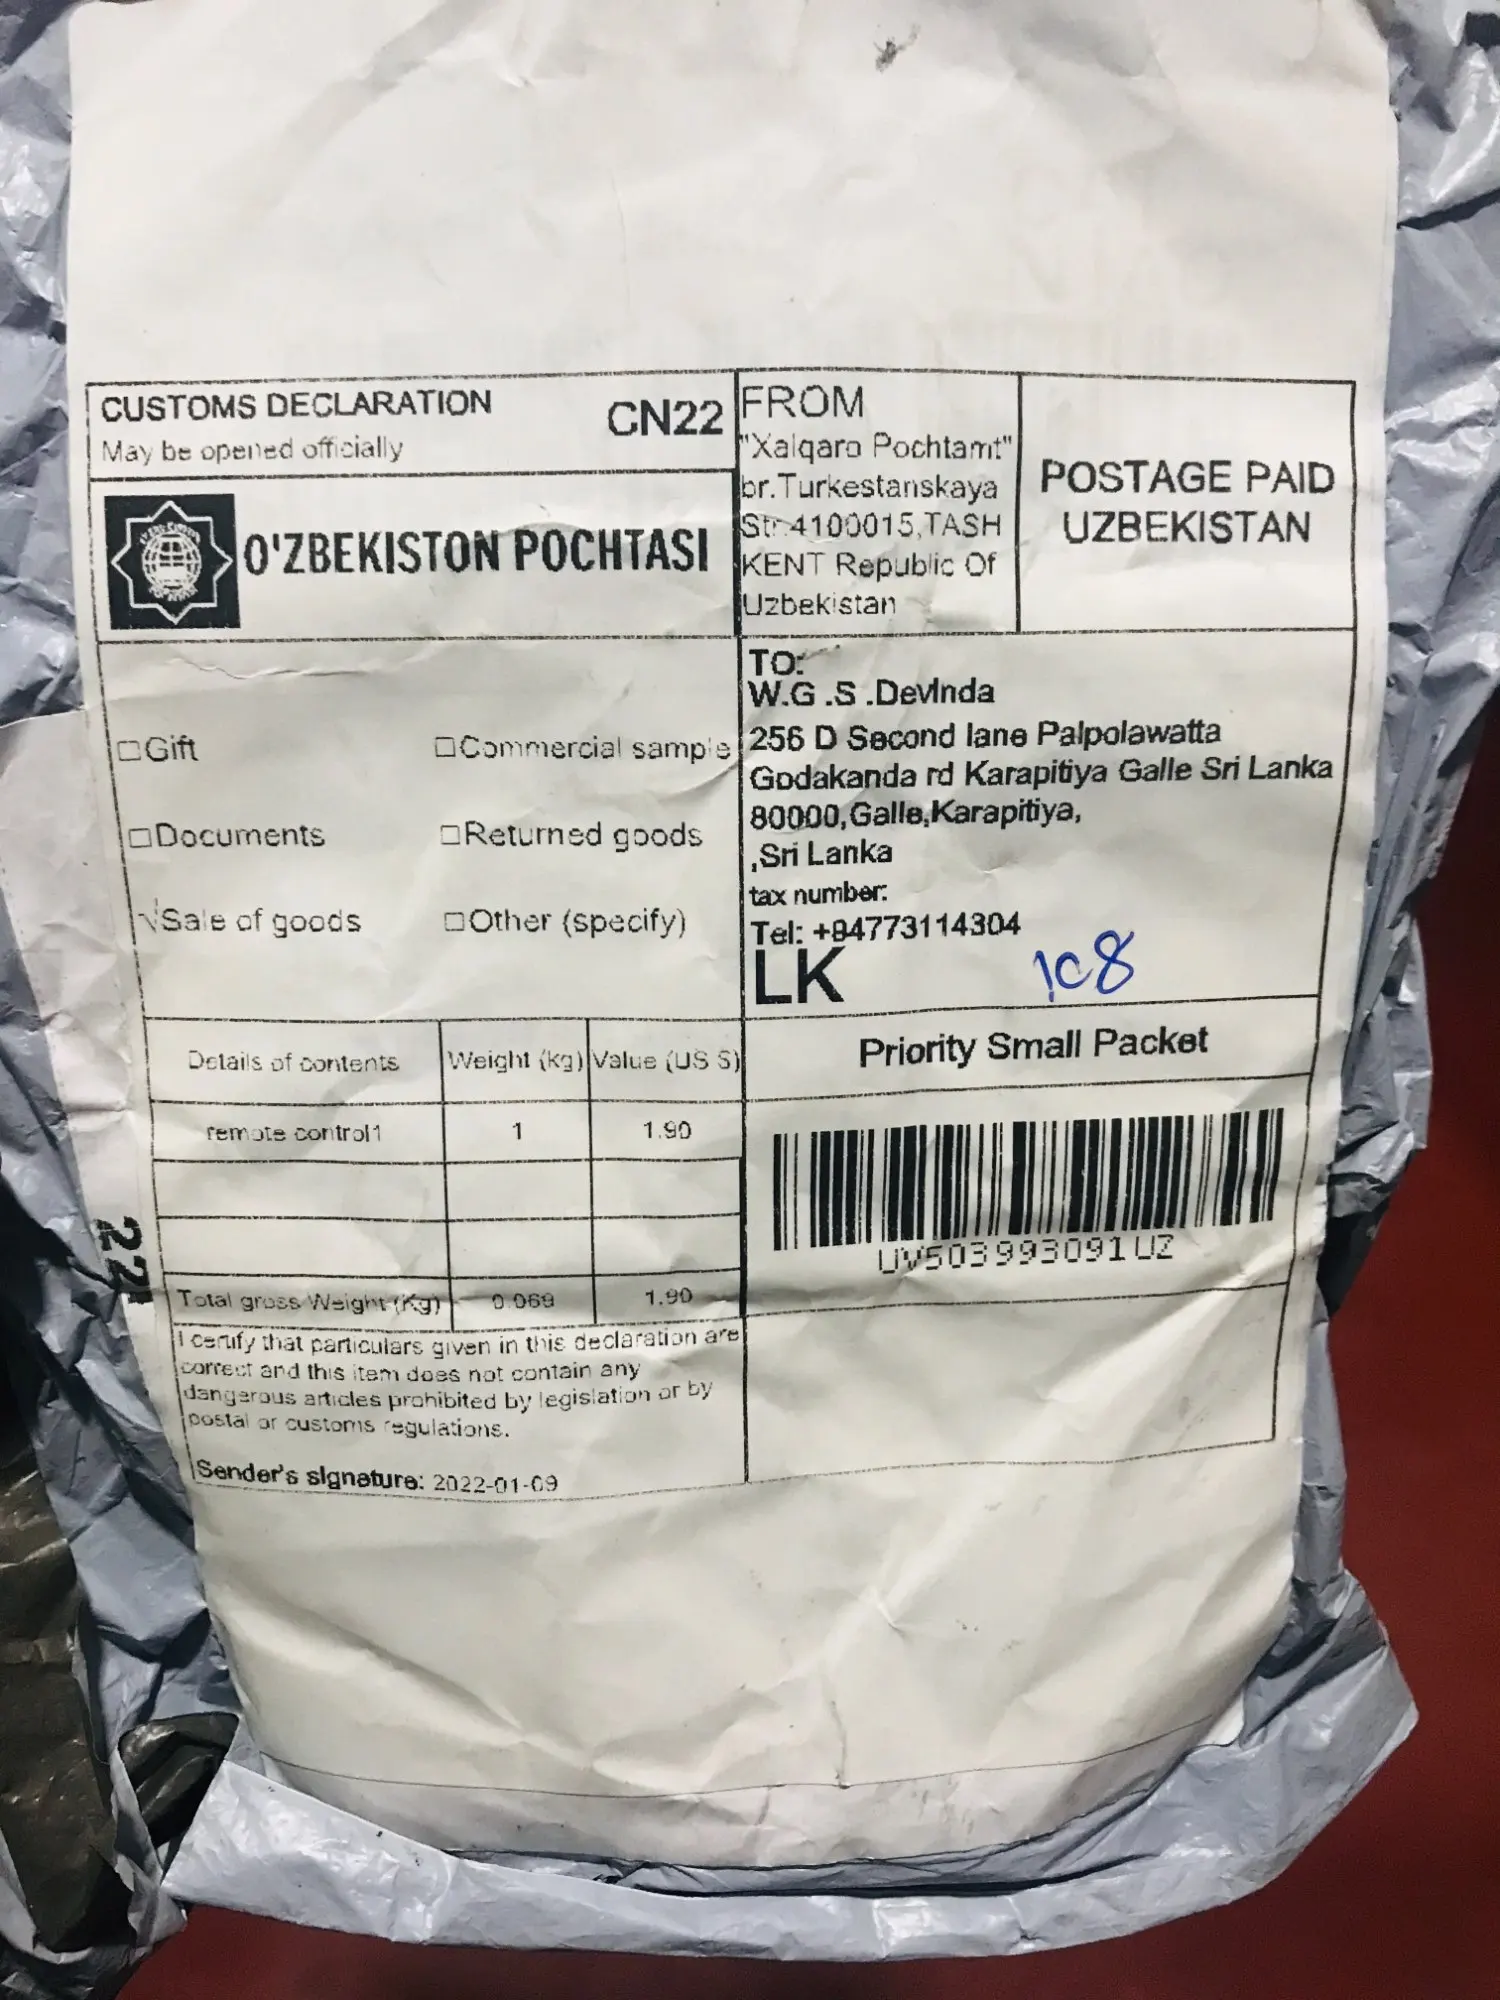 CUSTOMS DECLARATION
May be opened officially
CN22
O'ZBEKISTON POCHTASI
FROM
"Xalqaro Pochtamt"
br.Turkestanskaya
Str 4100015,TASH
KENT Republic Of
Uzbekistan
POSTAGE PAID
UZBEKISTAN
TO:
W.G .S .Devinda
256 D Second lane Palpolawatta
Godakanda rd Karapitiya Galle Sri Lanka
80000,Galle,Karapitiya,
,Sri Lanka
tax number:
Tel: +94773114304
LK
108
□Gift
□Commercial sample
□Documents
□Returned goods
√Sale of goods
□Other (specify)
Details of contents Weight (kg) Value (US $)
remote control1 1 1.90
Total gross Weight (Kg) 0.069 1.90
I certify that particulars given in this declaration are
correct and this item does not contain any
dangerous articles prohibited by legislation or by
postal or customs regulations.
Sender's signature: 2022-01-09
Priority Small Packet
UV503993091UZ
22